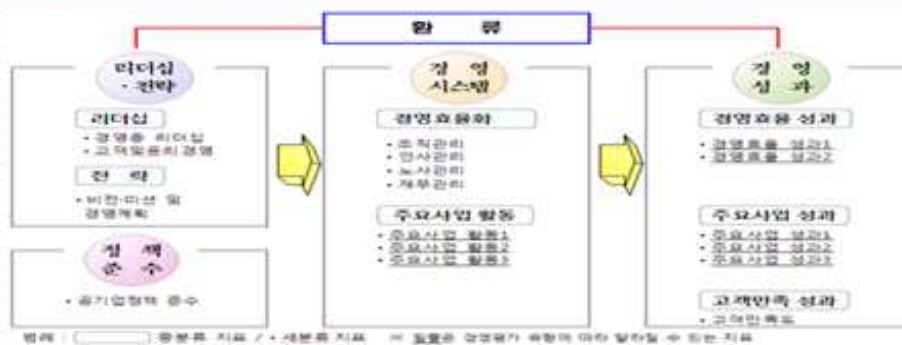 환 류
리더십
·전략
리더십
• 경영층 리더십
• 고객및윤리경영
전 략
• 비전·미션 및
경영계획
정 책
준 수
• 공기업정책 준수
경 영
시스템
경영효율화
• 조직관리
• 인사관리
• 노사관리
• 재무관리
주요사업 활동
• 주요사업 활동1
• 주요사업 활동2
• 주요사업 활동3
경 영
성 과
경영효율 성과
• 경영효율 성과1
• 경영효율 성과2
주요사업 성과
• 주요사업 성과1
• 주요사업 성과2
• 주요사업 성과3
고객만족 성과
• 고객만족도
범례 : 중분류 지표 / • 세분류 지표 ※ 밑줄은 경영평가 유형에 따라 달라질 수 있는 지표